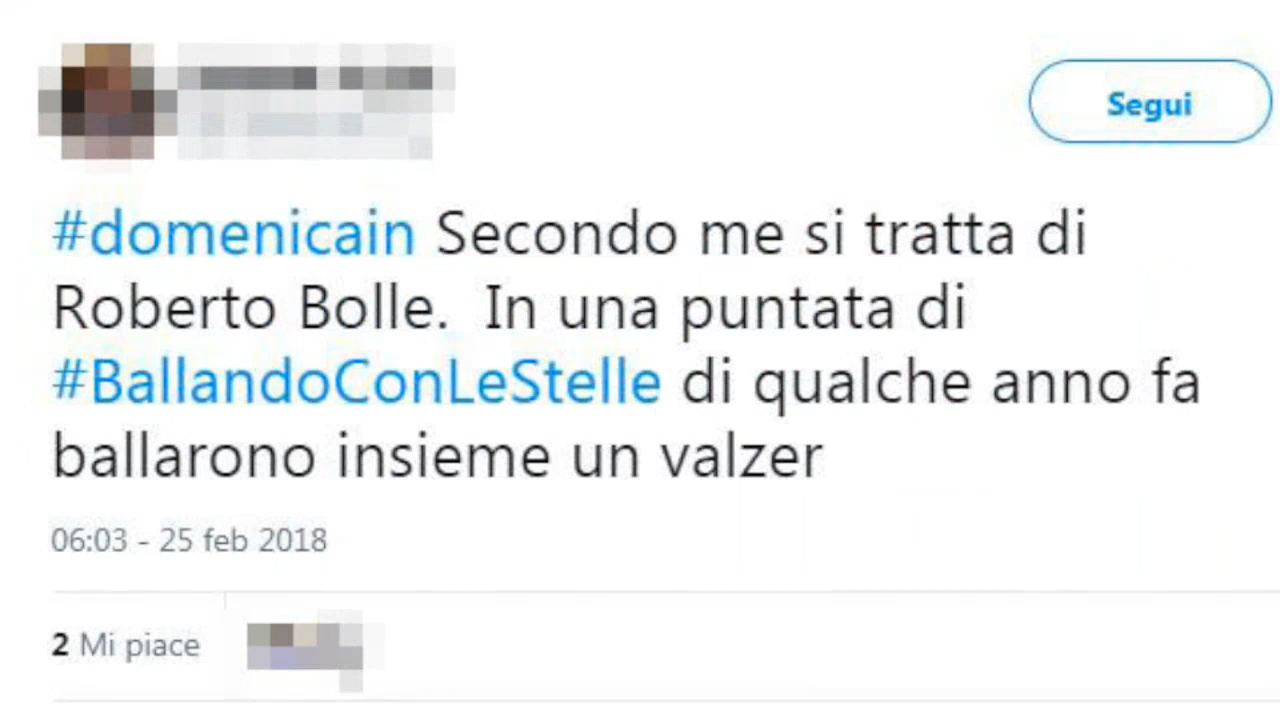 Segui
#domenicain Secondo me si tratta di
Roberto Bolle.  In una puntata di
#BallandoConLeStelle di qualche anno fa
ballarono insieme un valzer
06:03 - 25 feb 2018
2 Mi piace